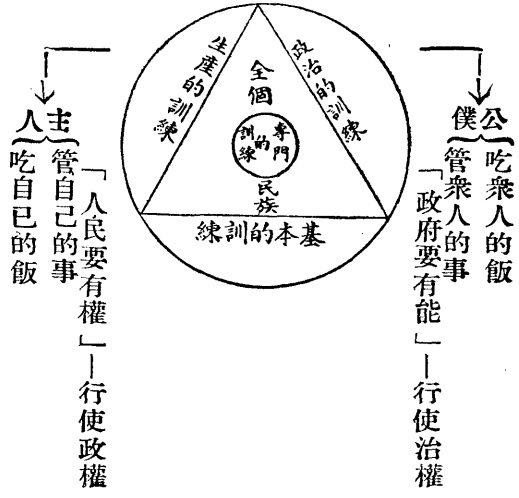 政治的訓練
生產的訓練
全個
專門
的
訓練
民族
基本的訓練
公僕
吃衆人的飯
管衆人的事
「政府要有能」—行使治權
主人
「人民要有權」—行使政權
管自己的事
吃自已的飯